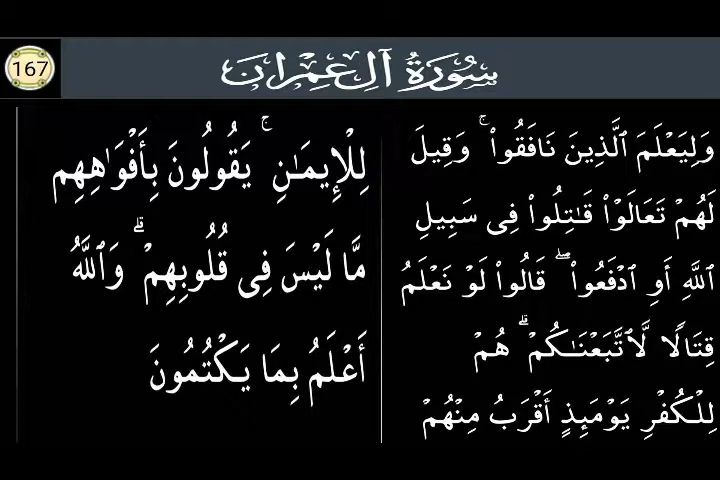 167
سُورَةُ آلِ عِمْرَان
وَلِيَعْلَمَ ٱلَّذِينَ نَافَقُوا۟ ۚ وَقِيلَ
لَهُمْ تَعَالَوْا۟ قَـٰتِلُوا۟ فِى سَبِيلِ
ٱللَّهِ أَوِ ٱدْفَعُوا۟ ۖ قَالُوا۟ لَوْ نَعْلَمُ
قِتَالًا لَّٱتَّبَعْنَـٰكُمْ ۗ هُمْ
لِلْكُفْرِ يَوْمَئِذٍ أَقْرَبُ مِنْهُمْ
لِلْإِيمَـٰنِ ۚ يَقُولُونَ بِأَفْوَٰهِهِم
مَّا لَيْسَ فِى قُلُوبِهِمْ ۗ وَٱللَّهُ
أَعْلَمُ بِمَا يَكْتُمُونَ